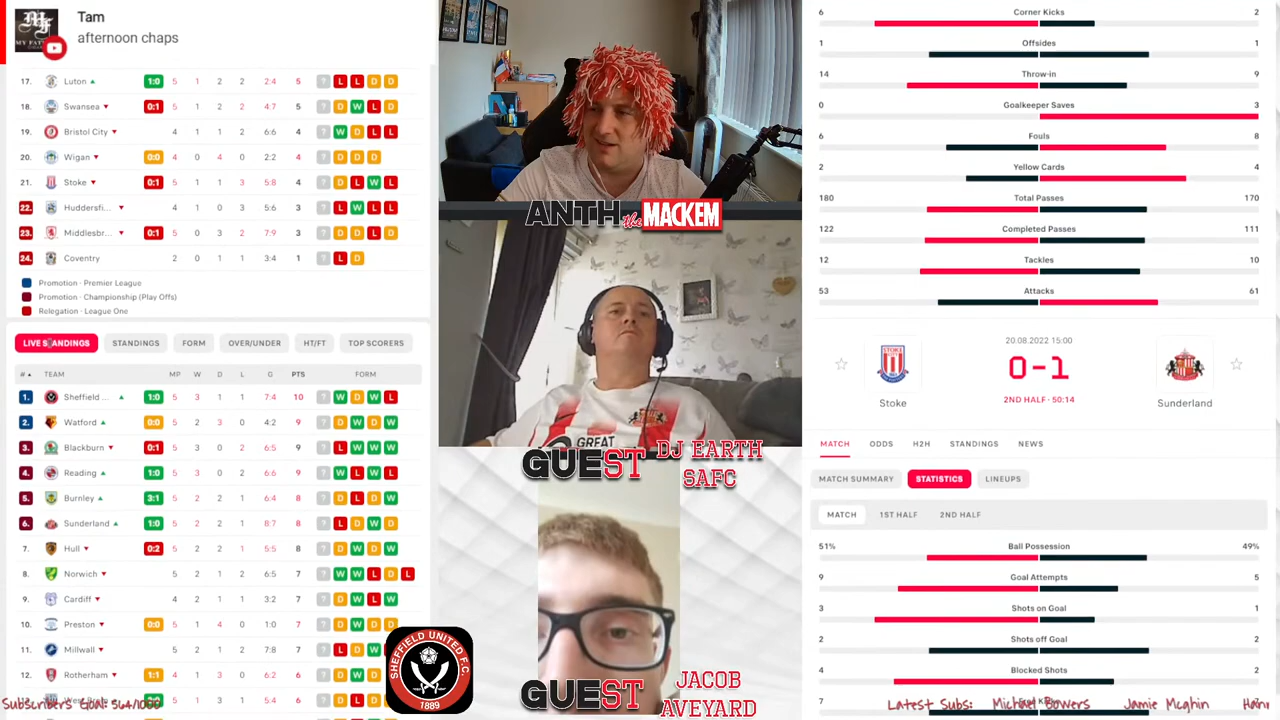 Tam
afternoon chaps
17. Luton 1:0 5 1 2 2 2:4 5 ? L L D D
18. Swansea 0:1 5 1 2 2 4:7 5 ? D W L D
19. Bristol City 4 1 1 2 6:6 4 ? W D L L
20. Wigan 0:0 4 0 4 0 2:2 4 ? D D D
21. Stoke 0:1 5 1 1 3 5:8 4 ? D L W L
22. Huddersfi... 4 1 0 3 5:6 3 ? L W L L
23. Middlesbr... 0:1 5 0 3 2 7:9 3 ? D D L D
24. Coventry 2 0 1 1 3:4 1 ? L D
Promotion - Premier League
Promotion - Championship (Play Offs)
Relegation - League One
LIVE STANDINGS STANDINGS FORM OVER/UNDER HT/FT TOP SCORERS
# TEAM MP W D L G PTS FORM
1. Sheffield ... 1:0 5 3 1 1 7:4 10 ? W D W L
2. Watford 0:0 5 2 3 0 4:2 9 ? D D W
3. Blackburn 0:1 5 3 0 2 6:5 9 ? L W W W
4. Reading 1:0 5 3 0 2 6:6 9 ? W L W L
5. Burnley 3:1 5 2 6:4 8 ? D L D W
6. Sunderland 1:0 5 2 2 1 8:7 8 ? L D W D
7. Hull 0:2 5 2 2 1 5:5 8 ? D W D W
8. Norwich 5 2 1 2 6:5 7 ? W W L D L
9. Cardiff 4 2 1 1 3:2 7 ? D W L W
10. Preston 0:0 5 1 4 0 1:0 7 ? D W D D
11. Millwall 5 2 1 2 7:8 7 ? L D W
12. Rotherham 1:1 4 1 3 0 6:2 6 ? D W D
ANTH the MACKEM
GREAT
GUEST DJ EARTH SAFC
GUEST JACOB AVEYARD
SHEFFIELD UNITED F.C.
1889
6 Corner Kicks 2
1 Offsides 1
14 Throw-in 9
0 Goalkeeper Saves 3
6 Fouls 8
2 Yellow Cards 4
180 Total Passes 170
122 Completed Passes 111
12 Tackles 10
53 Attacks 61
20.08.2022 15:00
0-1
2ND HALF - 50:14
Stoke Sunderland
MATCH ODDS H2H STANDINGS NEWS
MATCH SUMMARY STATISTICS LINEUPS
MATCH 1ST HALF 2ND HALF
51% Ball Possession 49%
9 Goal Attempts 5
3 Shots on Goal 1
2 Shots off Goal 2
4 Blocked Shots 2
Subscribers Goal 564/1000
Latest Subs: Michael Bowers Jamie Mcghin